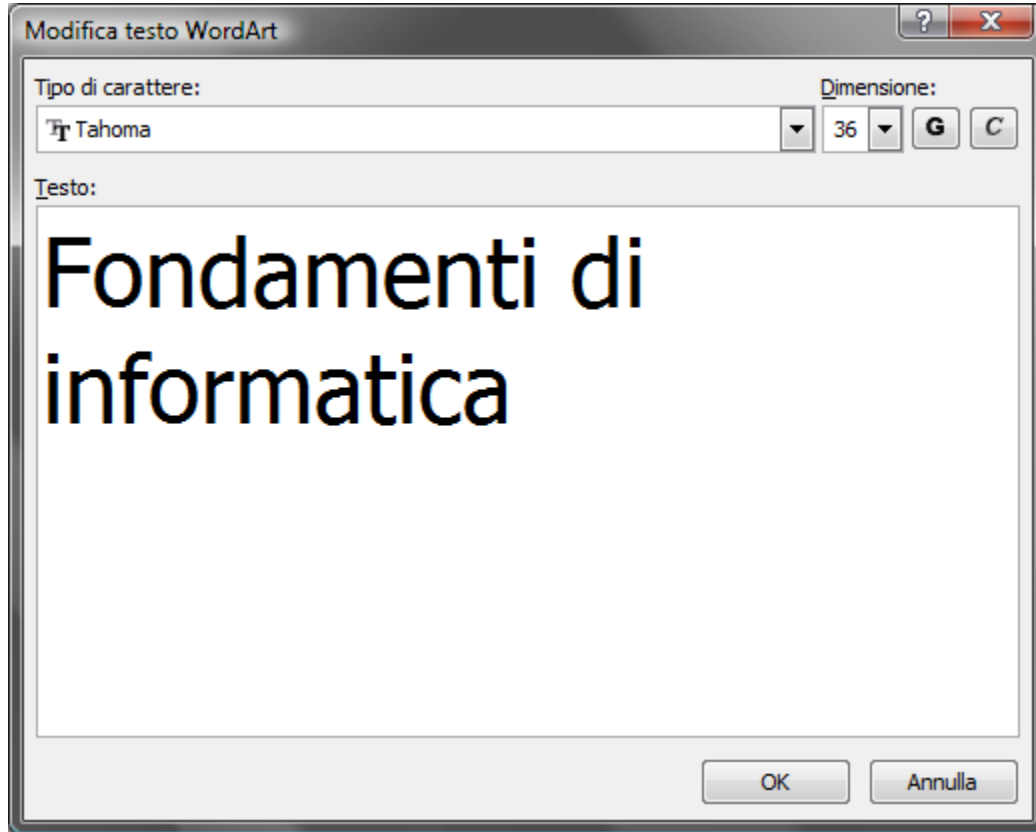 Modifica testo WordArt ? X
Tipo di carattere: Dimensione:
Tahoma 36 G C
Testo:
Fondamenti di
informatica
OK Annulla